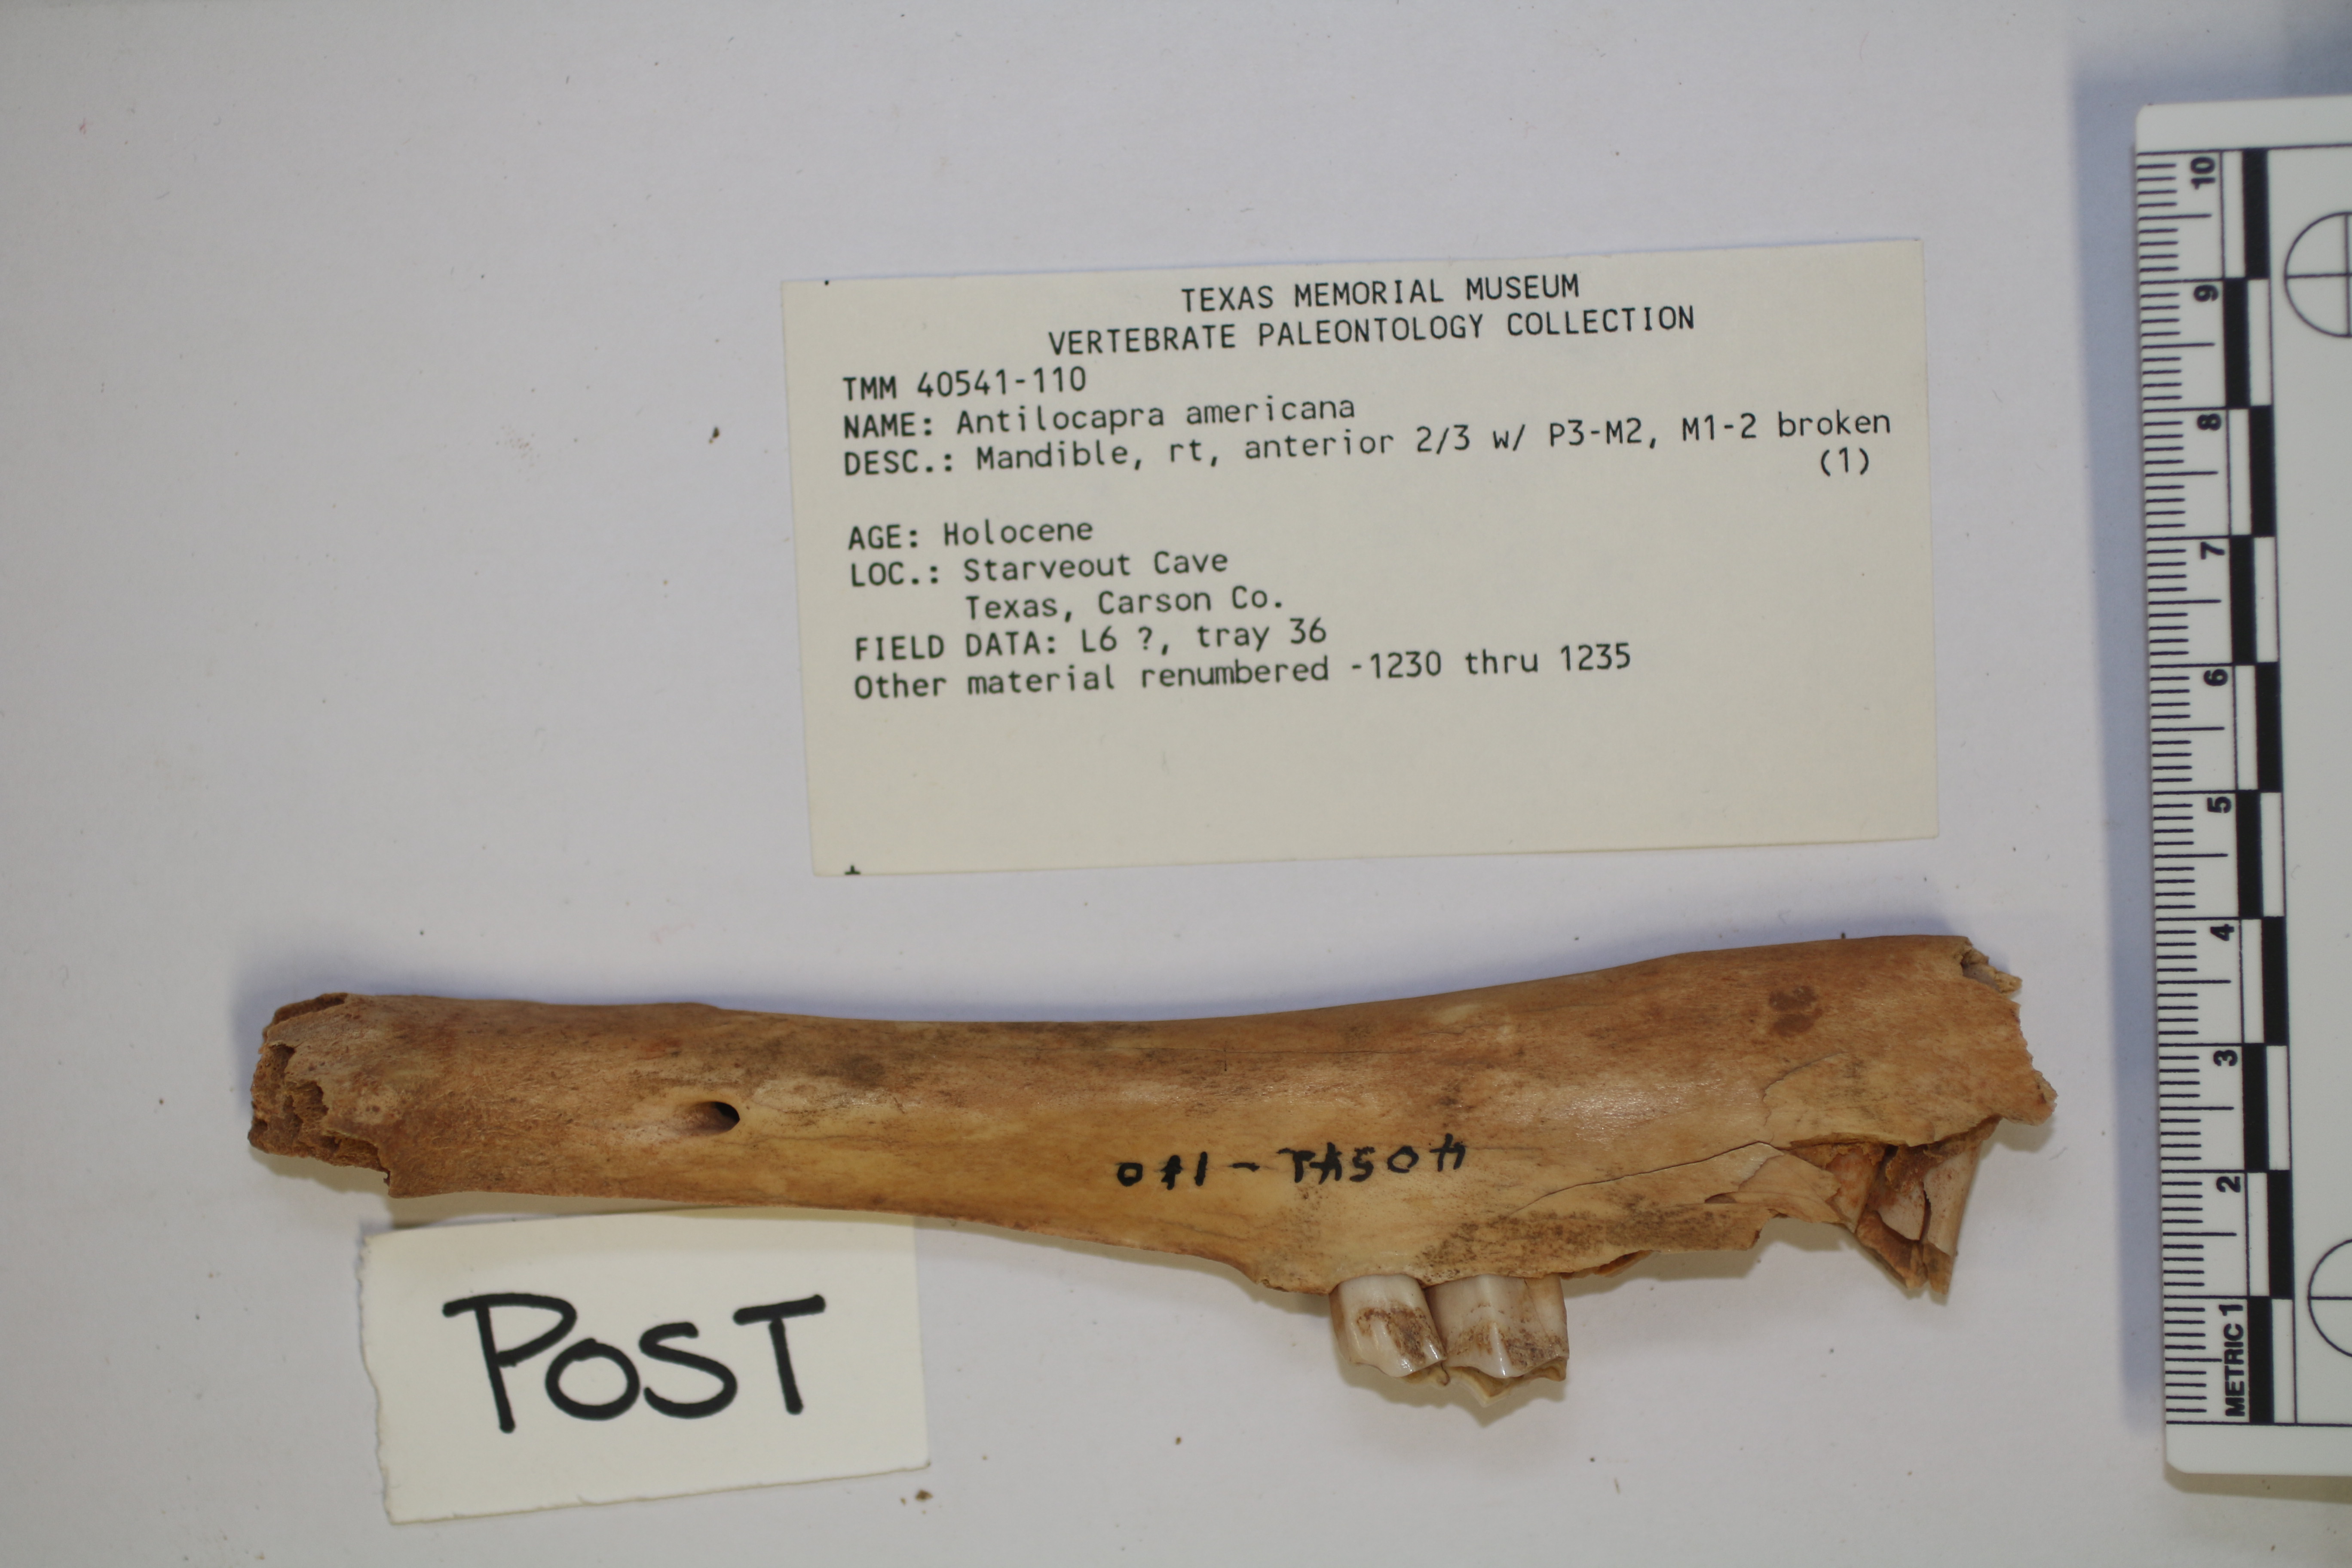 TEXAS MEMORIAL MUSEUM
VERTEBRATE PALEONTOLOGY COLLECTION
TMM 40541-110
NAME: Antilocapra americana
DESC.: Mandible, rt, anterior 2/3 w/ P3-M2, M1-2 broken
(1)
AGE: Holocene
LOC.: Starveout Cave
Texas, Carson Co.
FIELD DATA: L6 ?, tray 36
Other material renumbered -1230 thru 1235
40541-110
POST
10
9
8
7
6
5
4
3
2
METRIC 1